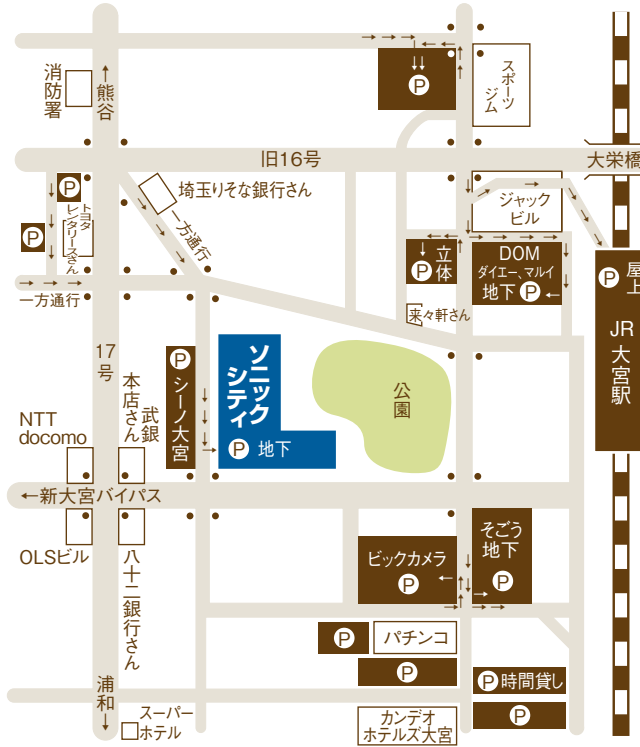 消防署
←熊谷
P
スポーツ
ジム
旧16号
大栄橋
P
P
トヨタ
レンタリースさん
埼玉りそな銀行さん
一方通行
ジャック
ビル
立体
P
DOM
ダイエー、マルイ
地下 P
P 屋上
JR
大宮駅
一方通行
来々軒さん
17号
P
シーノ大宮
ソニック
シティ
P 地下
公園
武銀
本店さん
NTT
docomo
←新大宮バイパス
OLSビル
八十二銀行さん
ビックカメラ
P
そごう
地下
P
P
パチンコ
P
P 時間貸し
P
浦和→
スーパー
ホテル
カンデオ
ホテルズ大宮